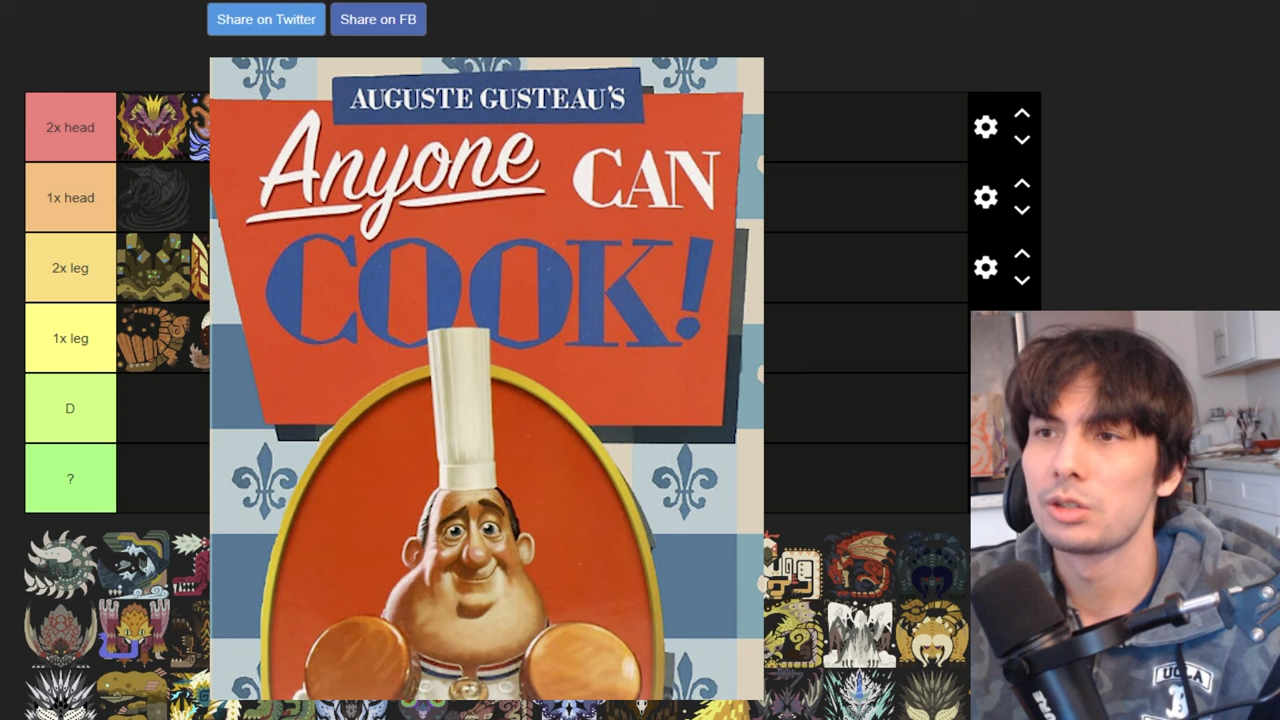 Share on Twitter
Share on FB
AUGUSTE GUSTEAU'S
Anyone CAN
COOK!
2x head
1x head
2x leg
1x leg
D
?
UCLA